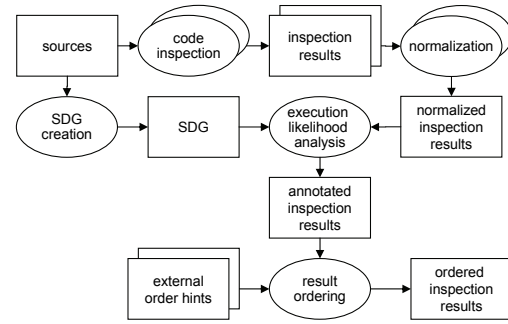 sources
code
inspection
inspection
results
normalization
SDG
creation
SDG
execution
likelihood
analysis
normalized
inspection
results
annotated
inspection
results
external
order hints
result
ordering
ordered
inspection
results